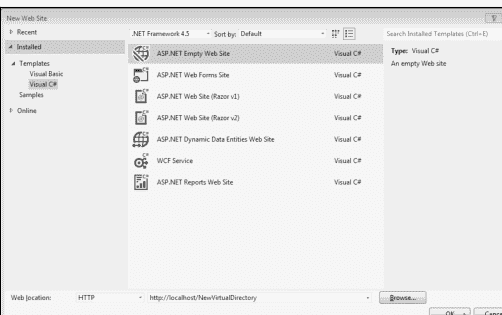 New Web Site
Recent
Installed
Templates
Visual Basic
Visual C#
Samples
Online
.NET Framework 4.5 Sort by: Default
ASP.NET Empty Web Site Visual C#
ASP.NET Web Forms Site Visual C#
ASP.NET Web Site (Razor v1) Visual C#
ASP.NET Web Site (Razor v2) Visual C#
ASP.NET Dynamic Data Entities Web Site Visual C#
WCF Service Visual C#
ASP.NET Reports Web Site Visual C#
Search Installed Templates (Ctrl+E)
Type: Visual C#
An empty Web site
Web location: HTTP http://localhost/NewVirtualDirectory Browse...
OK Cancel